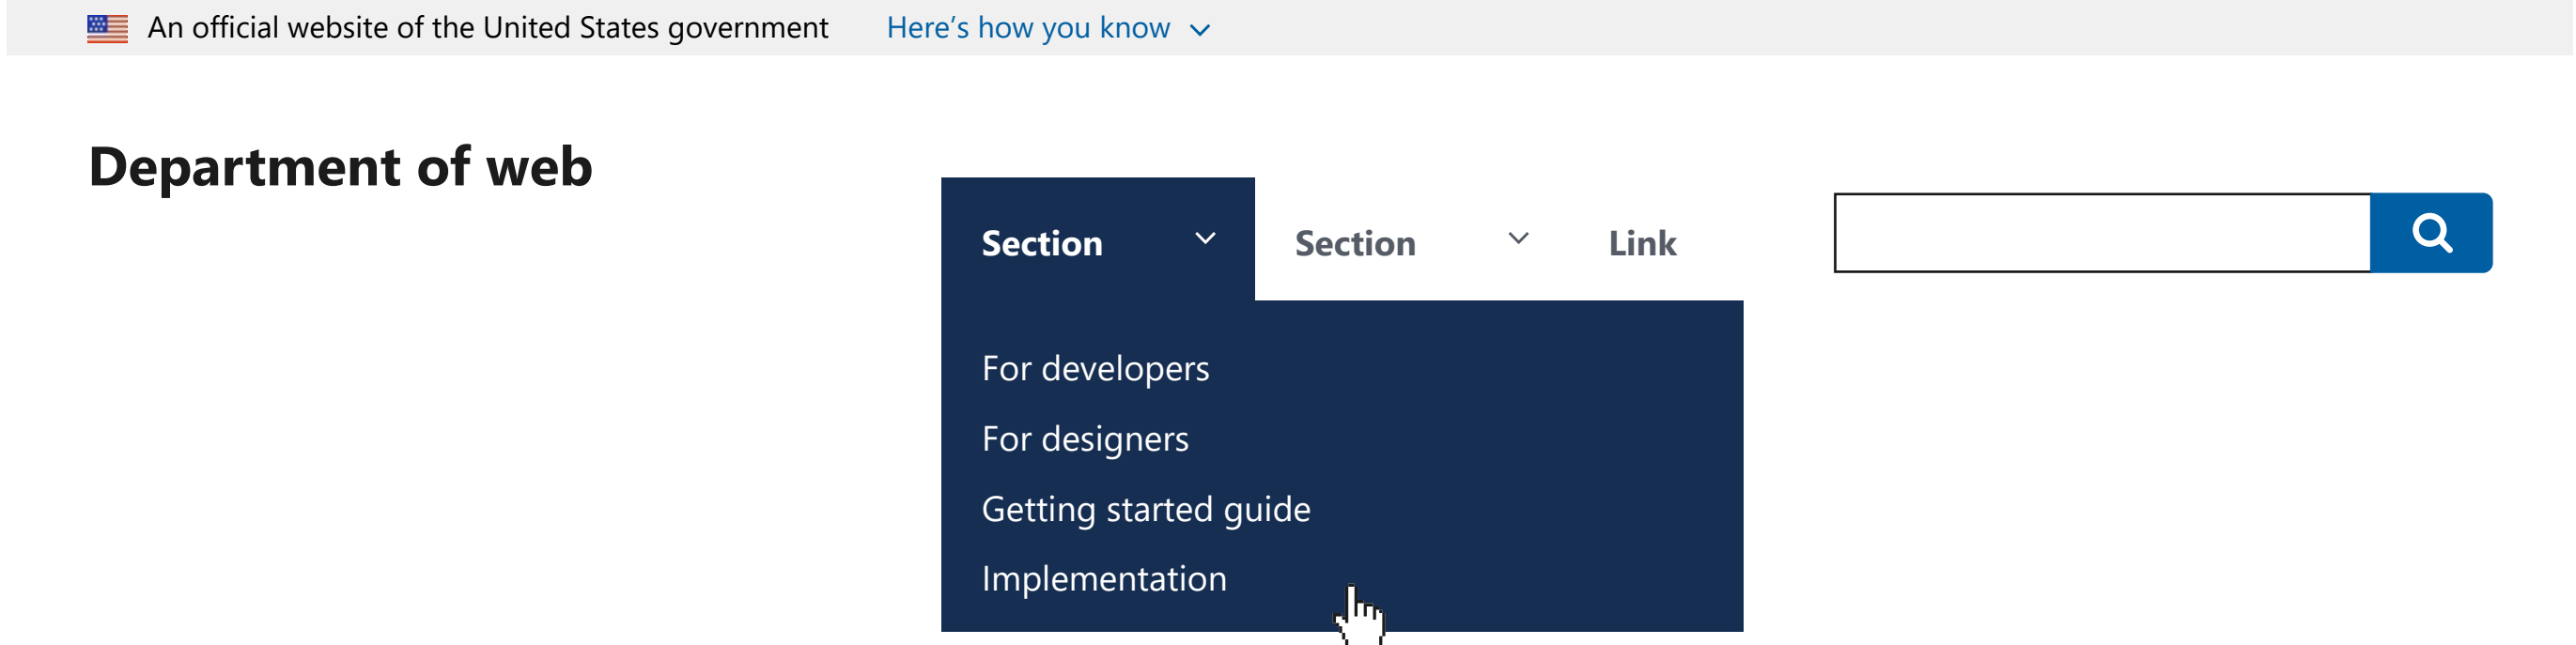 An official website of the United States government Here’s how you know
Department of web
Section Section Link
For developers
For designers
Getting started guide
Implementation